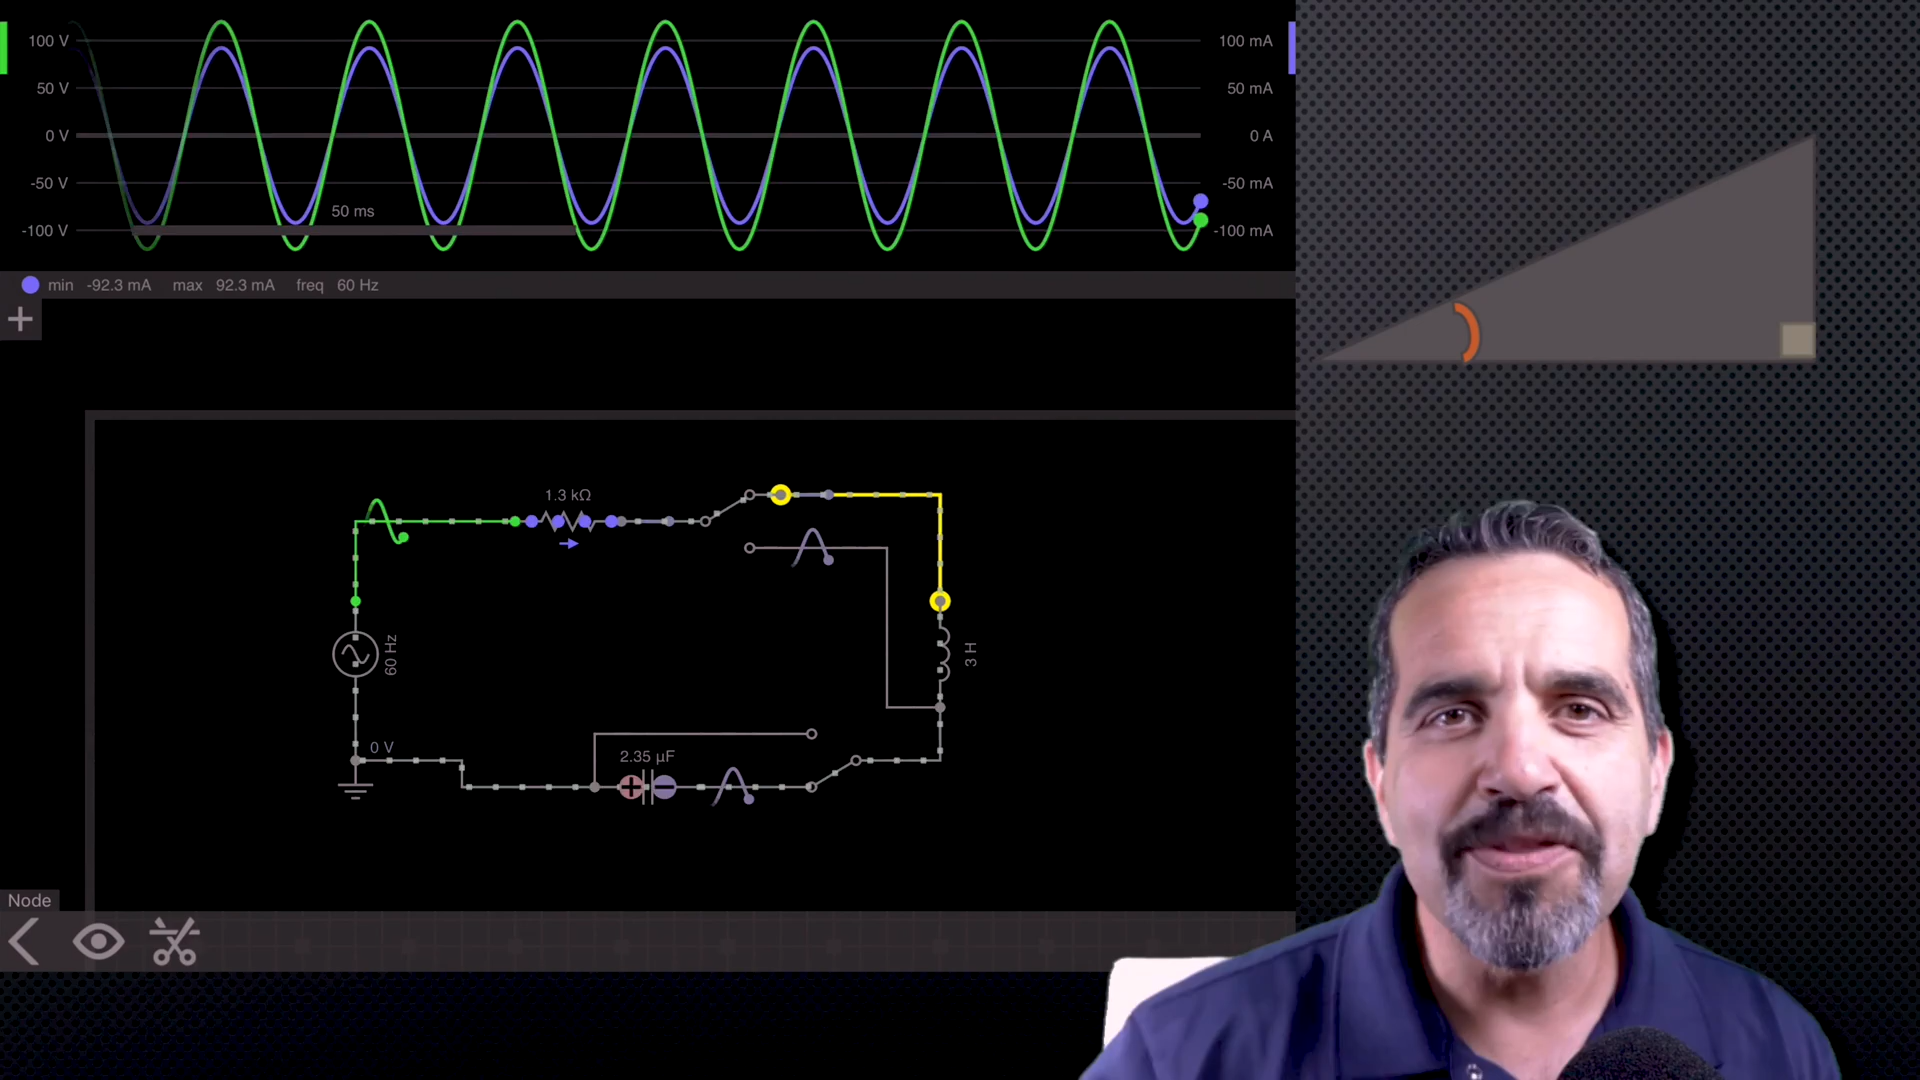 100 V
100 mA
50 V
50 mA
0 V
0 A
-50 V
-50 mA
50 ms
-100 V
-100 mA
min -92.3 mA max 92.3 mA freq 60 Hz
1.3 kΩ
60 Hz
3 H
0 V
2.35 µF
Node